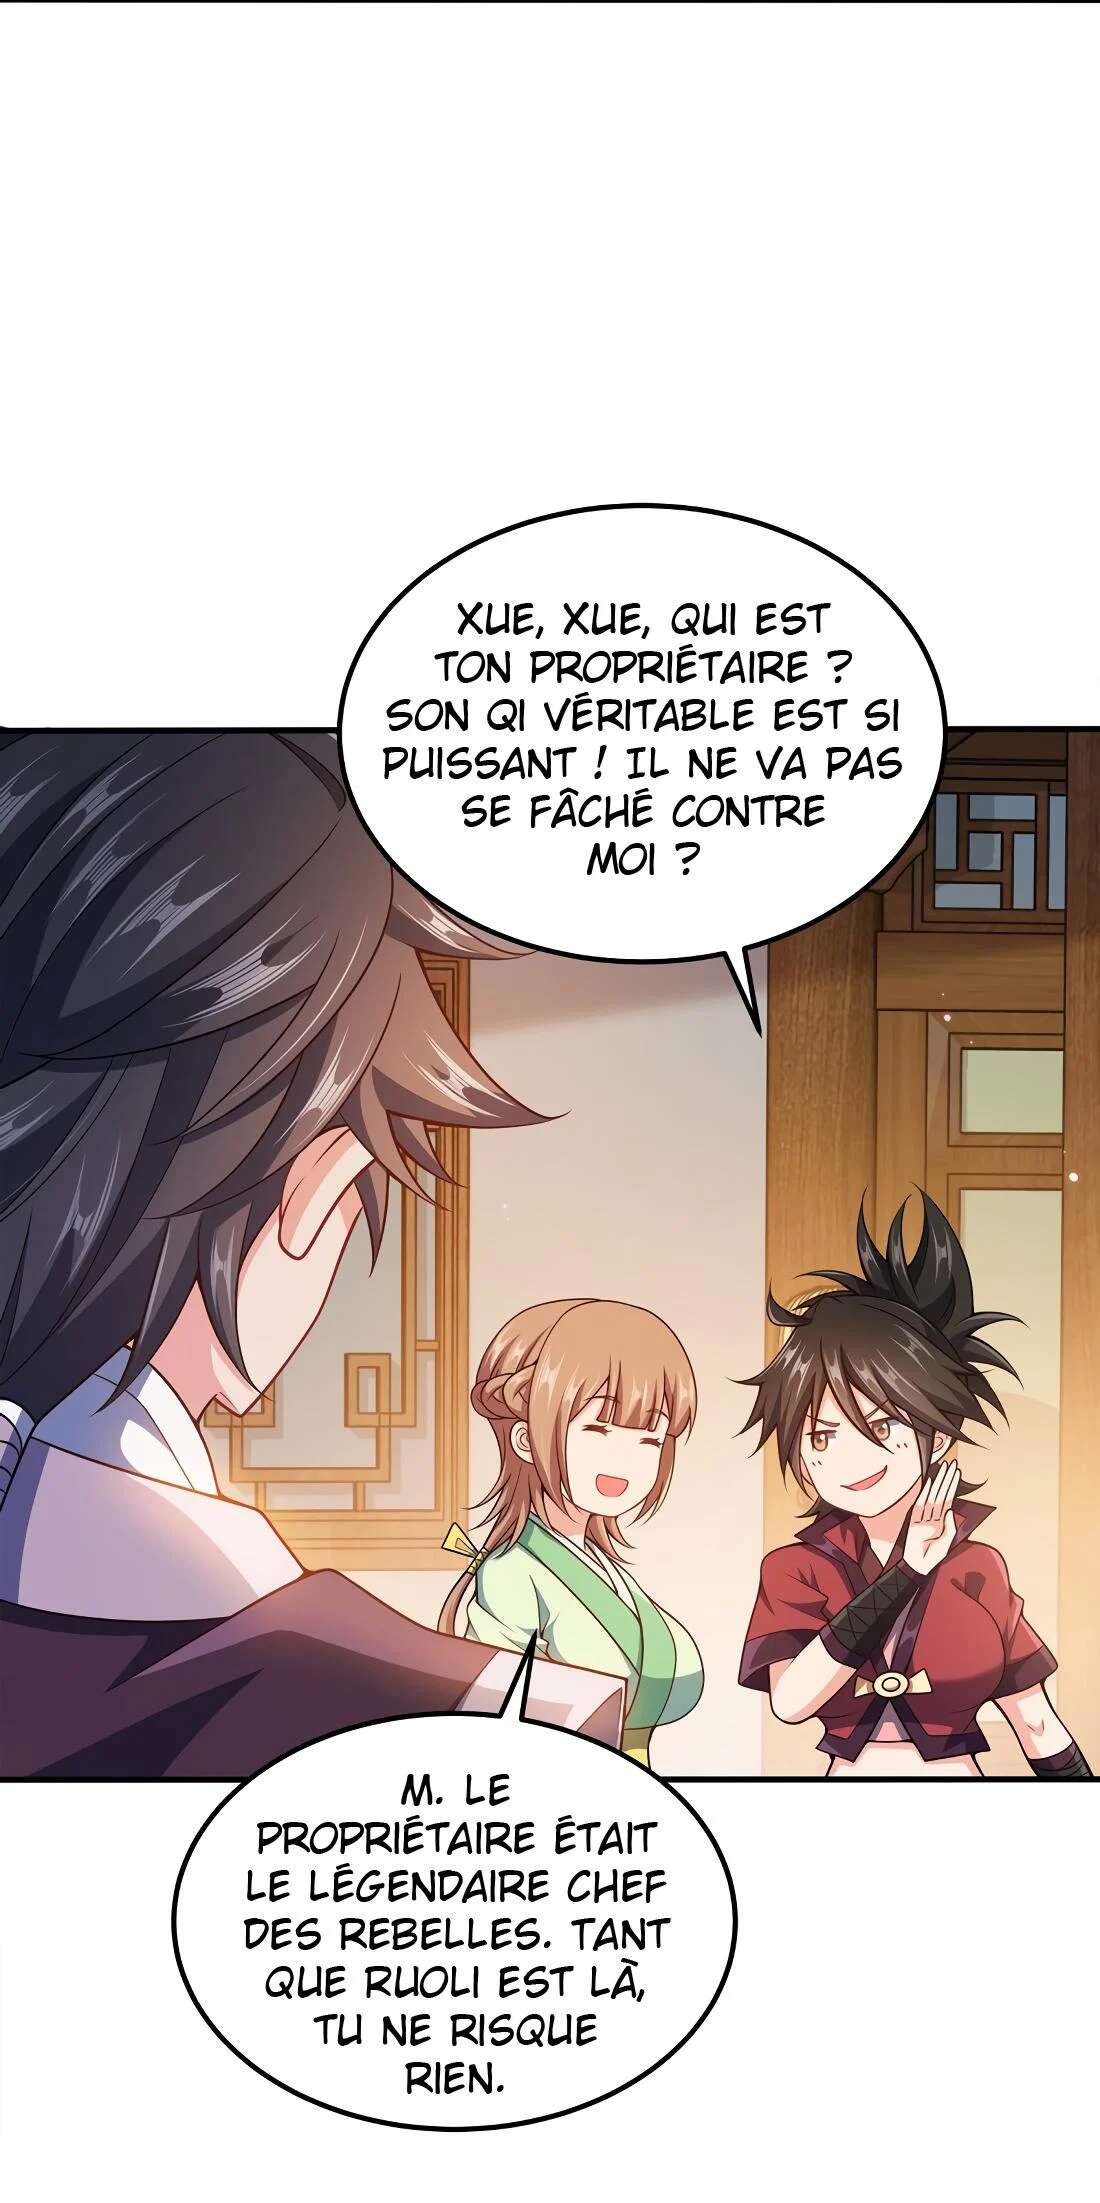 XUE, XUE, QUI EST
TON PROPRIÉTAIRE ?
SON QI VÉRITABLE EST SI
PUISSANT ! IL NE VA PAS
SE FÂCHÉ CONTRE
MOI ?
M. LE
PROPRIÉTAIRE ÉTAIT
LE LÉGENDAIRE CHEF
DES REBELLES. TANT
QUE RUOLI EST LÀ,
TU NE RISQUE
RIEN.